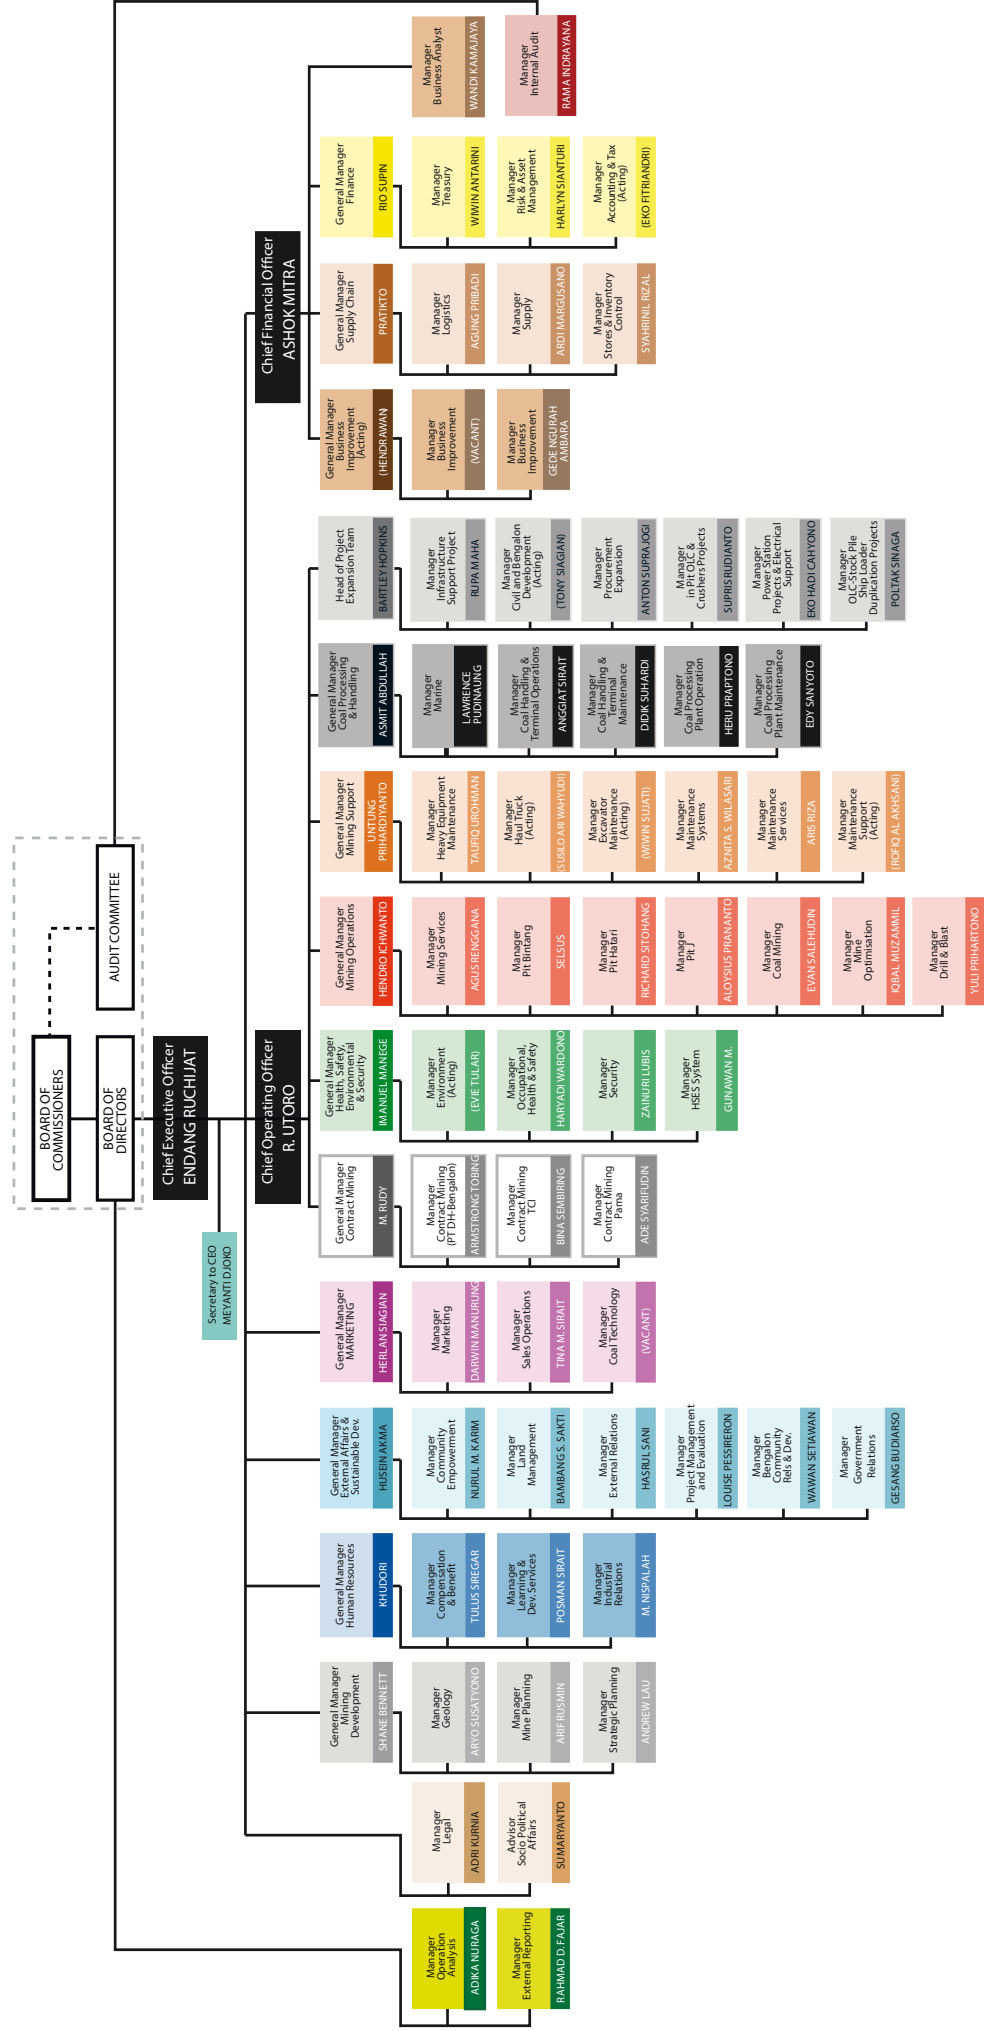 BOARD OF
COMMISSIONERS
AUDIT COMMITTEE
BOARD OF
DIRECTORS
Chief Executive Officer
ENDANG RUCHIJAT
Secretary to CEO
MEYANTI DJOKO
Chief Operating Officer
R. UTORO
Chief Financial Officer
ASHOK MITRA
Manager
Operation
Analysis
ADIKA NURAGA
Manager
External Reporting
RAHMAD D. FAJAR
Manager
Legal
ADRI KURNIA
Advisor
Socio Political
Affairs
SUMARYANTO
General Manager
Mining
Development
SHANE BENNETT
Manager
Geology
ARYO SUSATYONO
Manager
Mine Planning
ARIF RUSMIN
Manager
Strategic Planning
ANDREW LAU
General Manager
Human Resources
KHUDORI
Manager
Compensation
& Benefit
TULUS SIREGAR
Manager
Learning &
Dev. Services
POSMAN SIRAIT
Manager
Industrial
Relations
M. NISPALAH
General Manager
External Affairs &
Sustainable Dev.
HUSEIN AKMA
Manager
Community
Empowerment
NURUL M. KARIM
Manager
Land
Management
BAMBANG S. SAKTI
Manager
External Relations
HASRUL SANI
Manager
Project Management
and Evaluation
LOUISE PESSIRERON
Manager
Bengalon
Community
Rels & Dev.
WAWAN SETIAWAN
Manager
Government
Relations
GESANG BUDIARSO
General Manager
MARKETING
HERLAN SIAGIAN
Manager
Marketing
DARWIN MANURUNG
Manager
Sales Operations
TINA M. SIRAIT
Manager
Coal Technology
(VACANT)
General Manager
Contract Mining
M. RUDY
Manager
Contract Mining
(PT DH-Bengalon)
ARMSTRONG TOBING
Manager
Contract Mining
TCI
BINA SEMBIRING
Manager
Contract Mining
Pama
ADE SYARIFUDIN
General Manager
Health, Safety,
Environmental
& Security
IMANUEL MANEGE
Manager
Environment
(Acting)
(EVIE TULAR)
Manager
Occupational,
Health & Safety
HARYADI WARDONO
Manager
Security
ZAINURI LUBIS
Manager
HSES System
GUNAWAN M.
General Manager
Mining Operations
HENDRO ICHWANTO
Manager
Mining Services
AGUS RENGGANA
Manager
Pit Bintang
SELSUS
Manager
Pit Hatari
RICHARD SITOHANG
Manager
Pit J
ALOYSIUS PRANANTO
Manager
Coal Mining
EVAN SALEHUDIN
Manager
Mine
Optimisation
IQBAL MUZAMMIL
Manager
Drill & Blast
YULI PRIHARTONO
General Manager
Mining Support
UNTUNG
PRIHARDIYANTO
Manager
Heavy Equipment
Maintenance
TAUFIQ UROHMAN
Manager
Haul Truck
(Acting)
(SUSILO ARI WAHYUDI)
Manager
Excavator
Maintenance
(Acting)
(WIWIN SUJATI)
Manager
Maintenance
Systems
AZNITA S. WILASARI
Manager
Maintenance
Services
ARIS RIZA
Manager
Maintenance
Support
(Acting)
(ROFIQ AL AKHSANI)
General Manager
Coal Processing
& Handling
ASMIT ABDULLAH
Manager
Marine
LAWRENCE
PUDINAUNG
Manager
Coal Handling &
Terminal Operations
ANGGIAT SIRAIT
Manager
Coal Handling &
Terminal
Maintenance
DIDIK SUHARDI
Manager
Coal Processing
Plant Operation
HERU PRAPTONO
Manager
Coal Processing
Plant Maintenance
EDY SANYOTO
Head of Project
Expansion Team
BARTLEY HOPKINS
Manager
Infrastructure
Support Project
RUPA MAHA
Manager
Civil and Bengalon
Development
(Acting)
(TONY SIAGIAN)
Manager
Procurement
Expansion
ANTON SUPRAJOGI
Manager
in Pit OLC &
Crushers Projects
SUPRIS RUDJANTO
Manager
Power Station
Projects & Electrical
Support
EKO HADI CAHYONO
Manager
OLC-Stock Pile
Ship Loader
Duplication Projects
POLTAK SINAGA
General Manager
Business
Improvement
(Acting)
(HENDRAWAN)
Manager
Business
Improvement
(VACANT)
Manager
Business
Improvement
GEDE NGURAH
AMBARA
General Manager
Supply Chain
PRATIKTO
Manager
Logistics
AGUNG PRIBADI
Manager
Supply
ARDI MARGUSANO
Manager
Stores & Inventory
Control
SYAHRINIL RIZAL
General Manager
Finance
RIO SUPIN
Manager
Treasury
WIWIN ANTARINI
Manager
Risk & Asset
Management
HARLYN SIANTURI
Manager
Accounting & Tax
(Acting)
(EKO FITRIANDRI)
Manager
Business Analyst
WANDI KAMAJAYA
Manager
Internal Audit
RAMA INDRAYANA